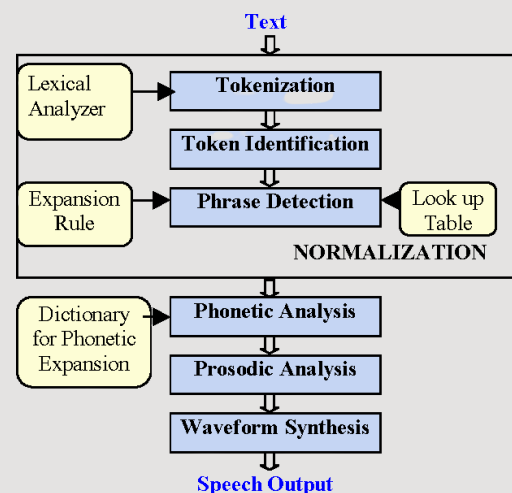 Text
Lexical
Analyzer
Tokenization
Token Identification
Expansion
Rule
Phrase Detection
Look up
Table
NORMALIZATION
Dictionary
for Phonetic
Expansion
Phonetic Analysis
Prosodic Analysis
Waveform Synthesis
Speech Output